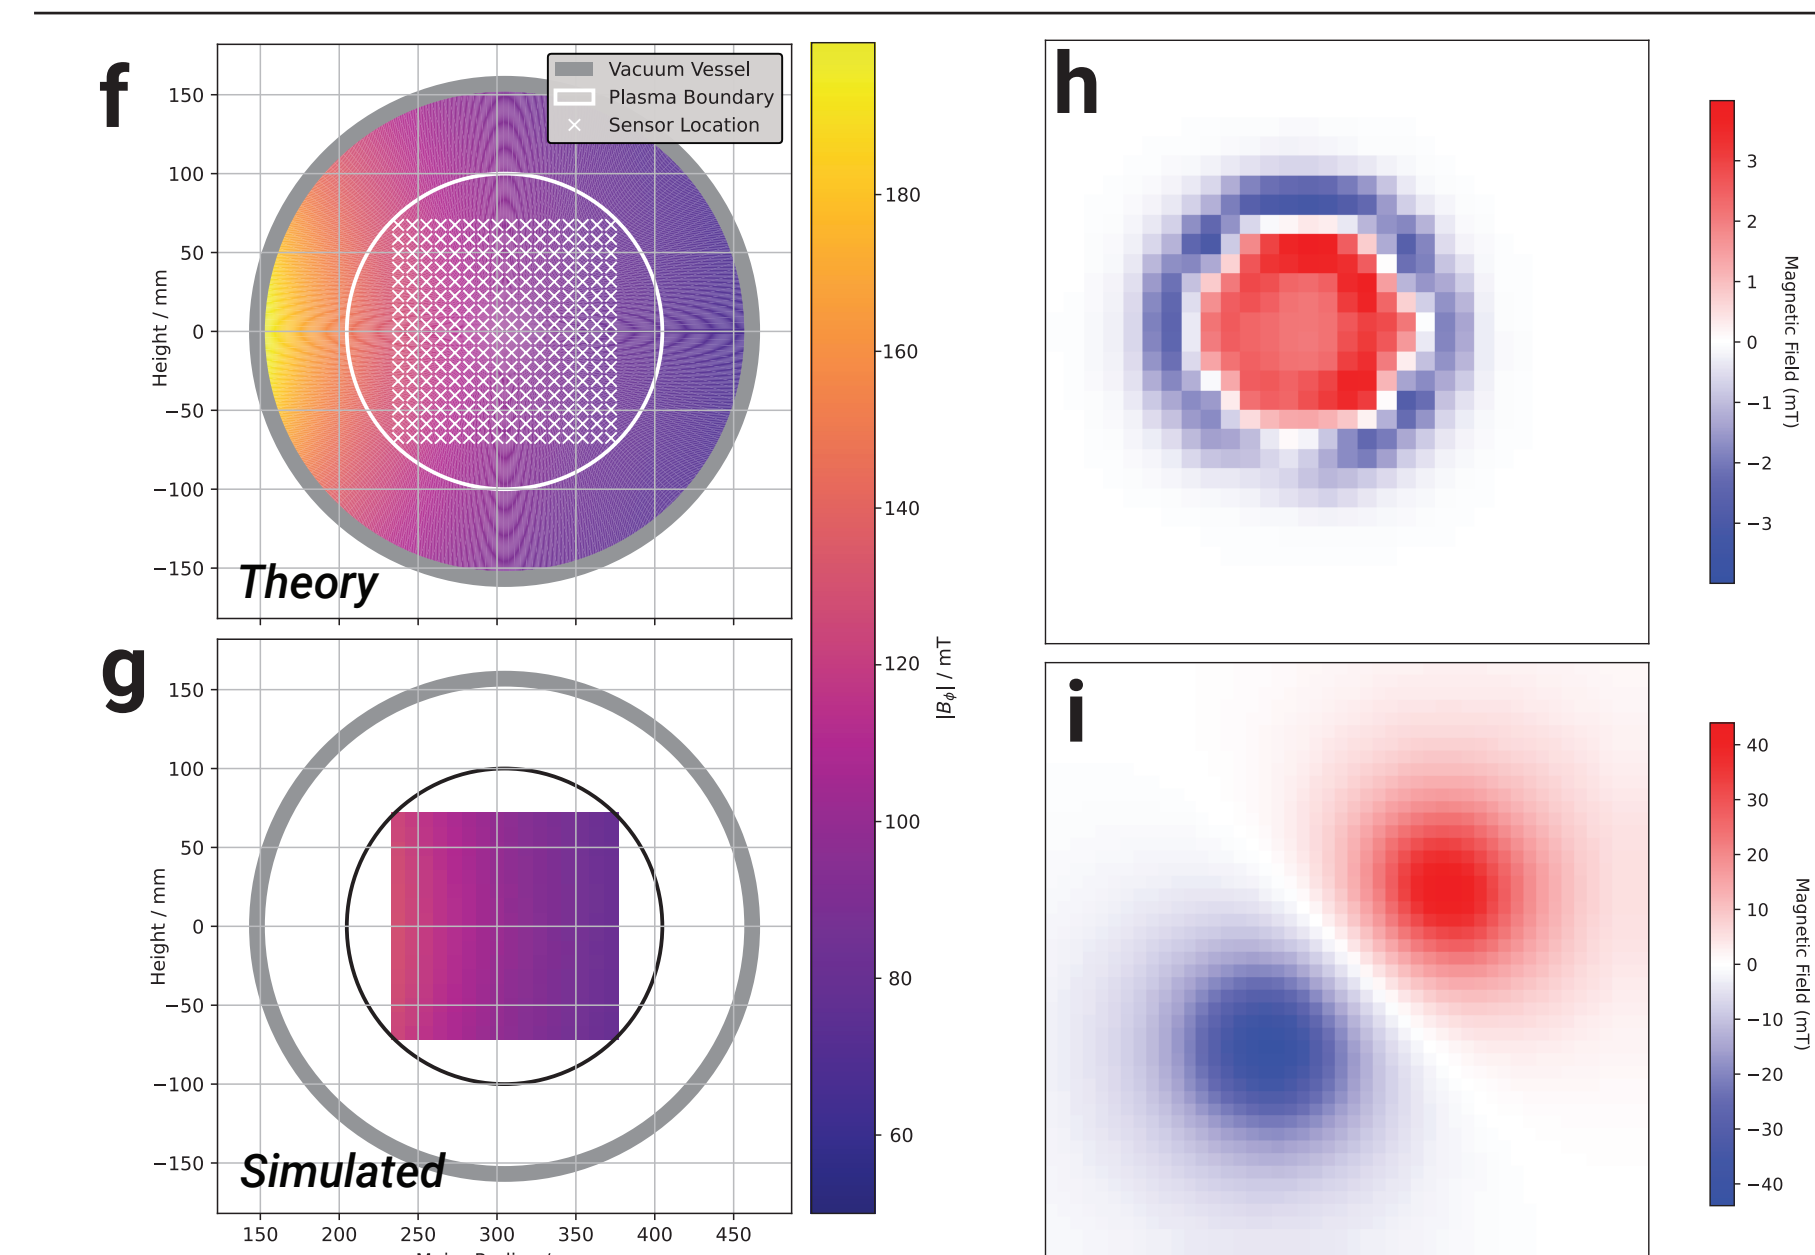 f
Vacuum Vessel
Plasma Boundary
Sensor Location
150
100
50
0
−50
−100
−150
Height / mm
Theory
g
150
100
50
0
−50
−100
−150
Height / mm
Simulated
150 200 250 300 350 400 450
180
160
140
120
100
80
60
|Bϕ| / mT
h
3
2
1
0
−1
−2
−3
Magnetic Field (mT)
i
40
30
20
10
0
−10
−20
−30
−40
Magnetic Field (mT)